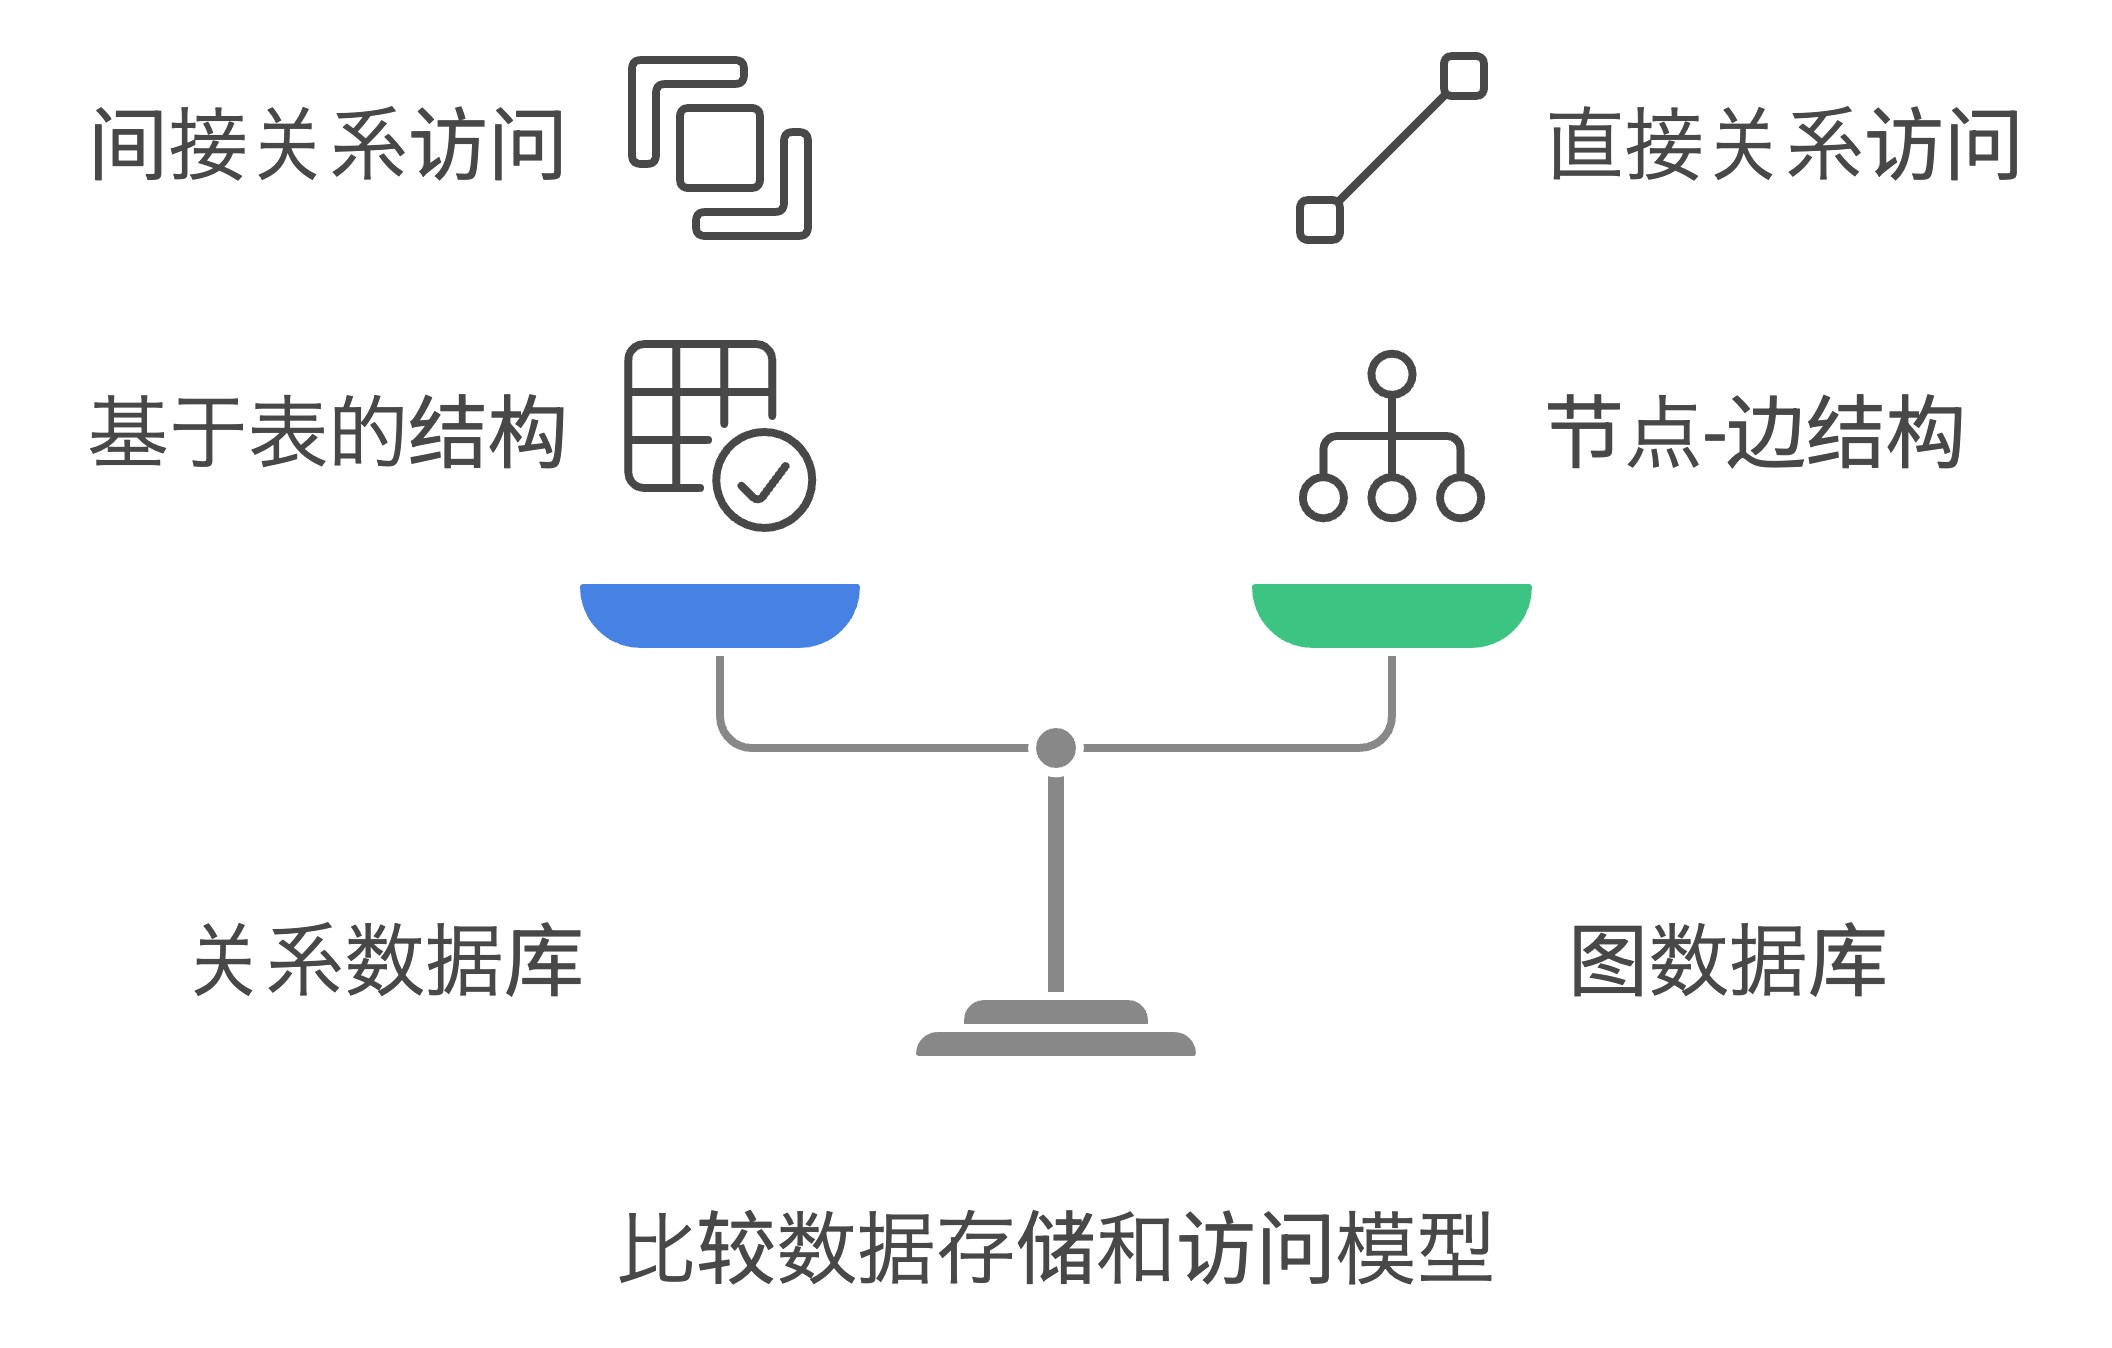 间接关系访问
直接关系访问
基于表的结构
节点-边结构
关系数据库
图数据库
比较数据存储和访问模型